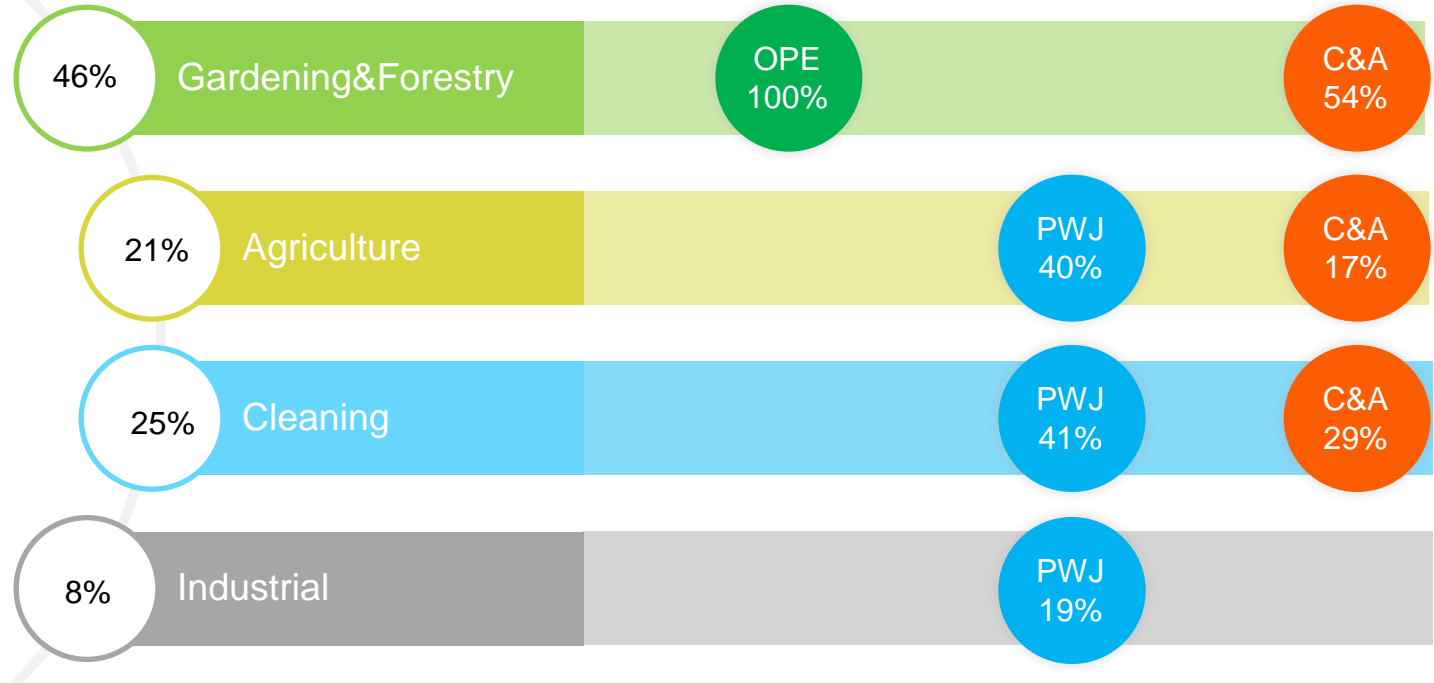 46%
Gardening&Forestry
OPE
100%
C&A
54%
21%
Agriculture
PWJ
40%
C&A
17%
25%
Cleaning
PWJ
41%
C&A
29%
8%
Industrial
PWJ
19%